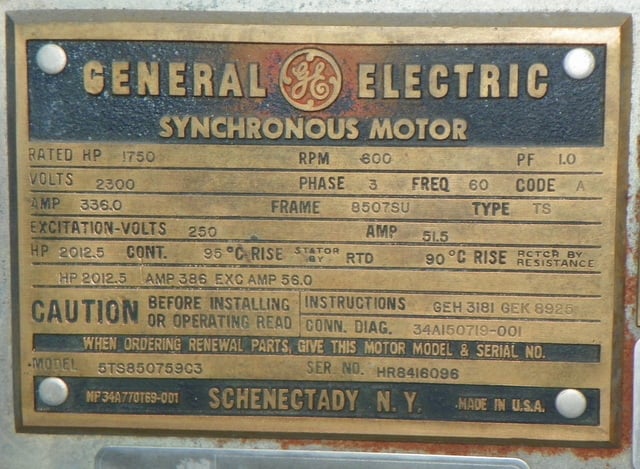 GENERAL GE ELECTRIC
SYNCHRONOUS MOTOR
RATED HP 1750 RPM 600 PF 1.0
VOLTS 2300 PHASE 3 FREQ 60 CODE A
AMP 336.0 FRAME 8507SU TYPE TS
EXCITATION-VOLTS 250 AMP 51.5
HP 2012.5 CONT. 95 °C RISE STATOR BY RTD 90 °C RISE ROTOR BY RESISTANCE
HP 2012.5 AMP 386 EXC AMP 56.0
CAUTION BEFORE INSTALLING OR OPERATING READ
INSTRUCTIONS GEH 3181 GEK 8925
CONN. DIAG. 34A150719-001
WHEN ORDERING RENEWAL PARTS, GIVE THIS MOTOR MODEL & SERIAL NO.
MODEL 5TS850759C3 SER. NO. HR8416096
NP34A770169-001 SCHENECTADY N.Y. MADE IN U.S.A.